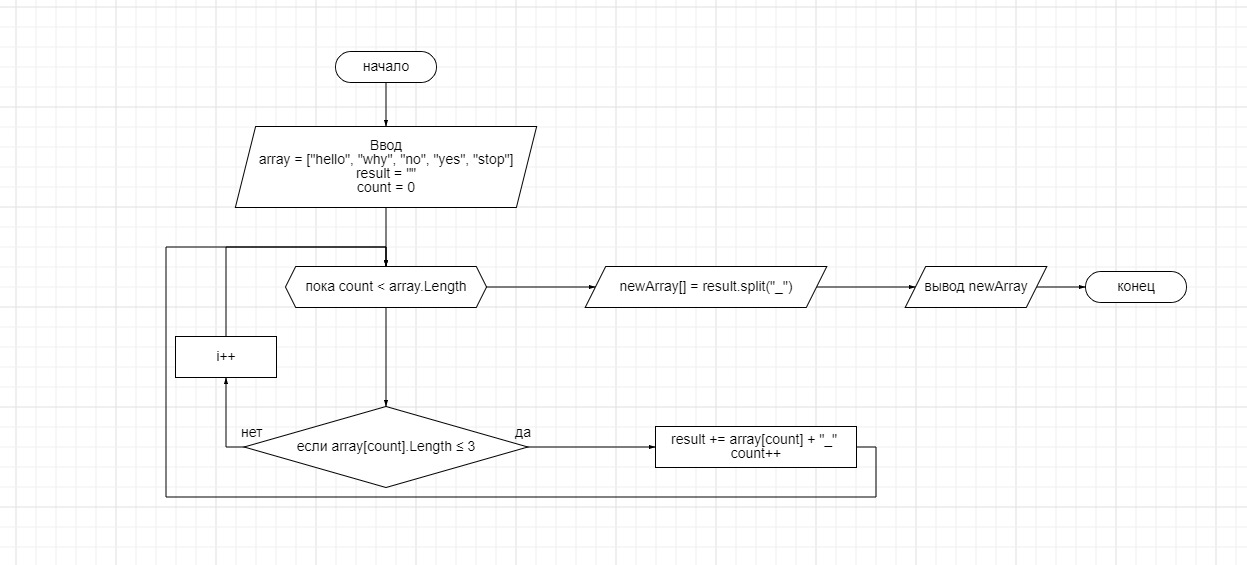 начало
Ввод
array = ["hello", "why", "no", "yes", "stop"]
result = ""
count = 0
пока count < array.Length
newArray[] = result.split("_")
вывод newArray
конец
i++
нет
если array[count].Length ≤ 3
да
result += array[count] + "_"
count++